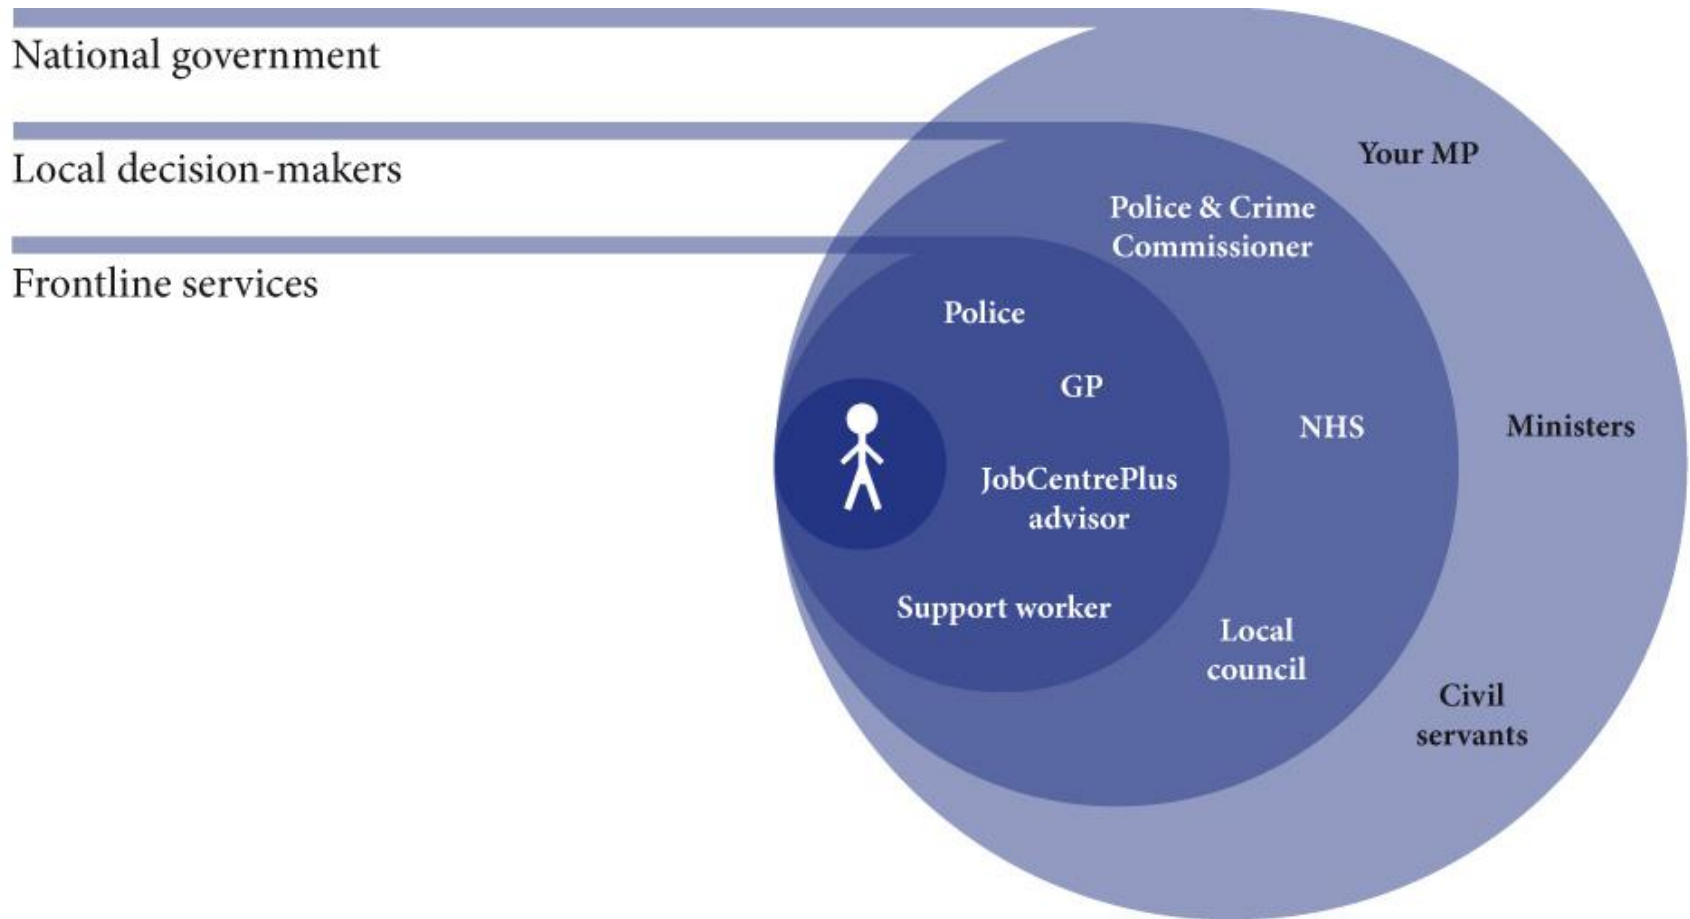 National government
Local decision-makers
Frontline services
Your MP
Police & Crime
Commissioner
Police
GP
NHS
Ministers
JobCentrePlus
advisor
Support worker
Local
council
Civil
servants